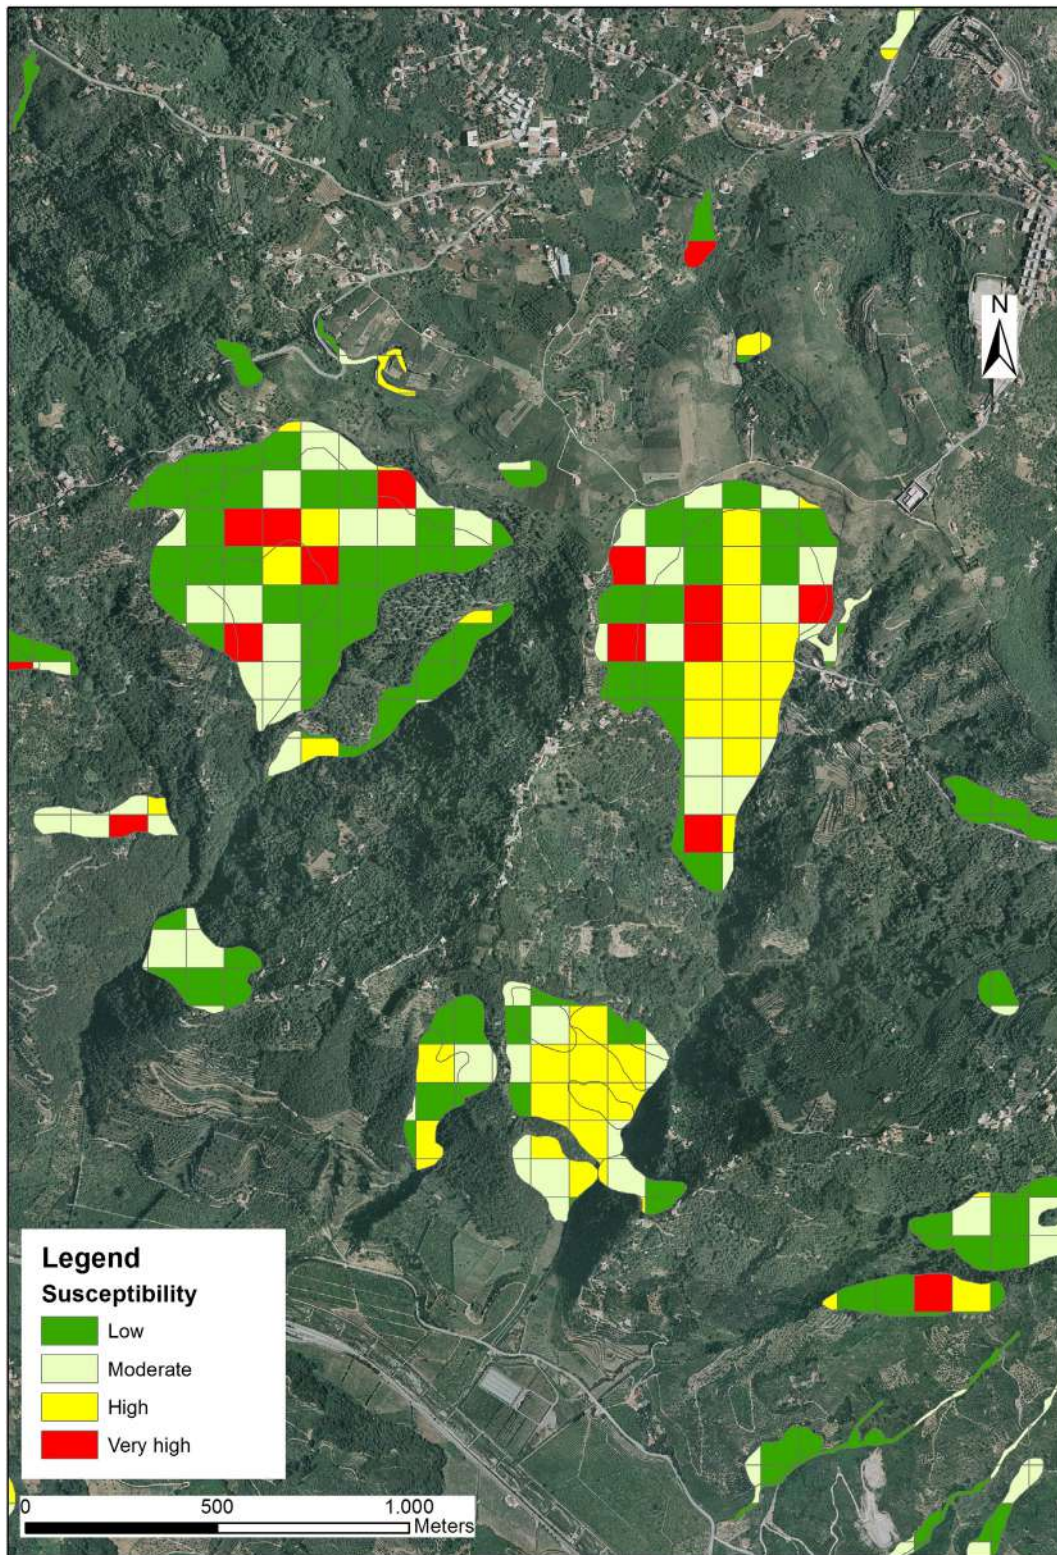 N
Legend
Susceptibility
Low
Moderate
High
Very high
0 500 1.000
Meters